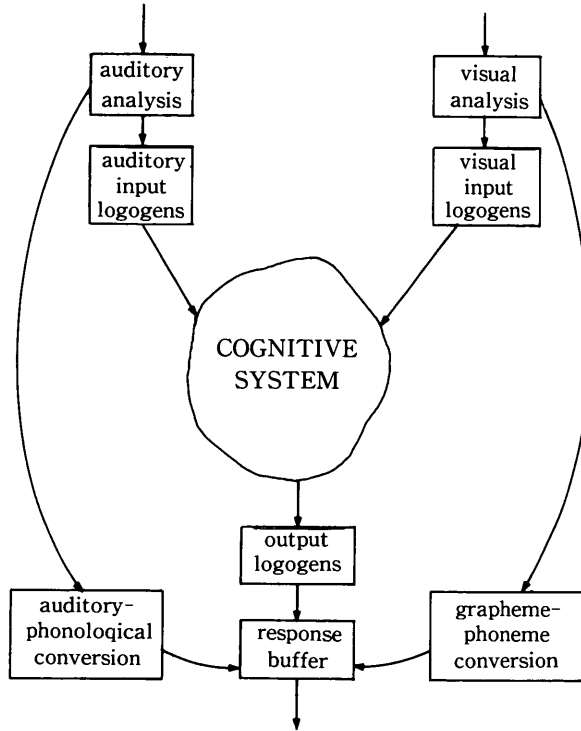 auditory
analysis
visual
analysis
auditory
input
logogens
visual
input
logogens
COGNITIVE
SYSTEM
output
logogens
auditory-
phonoloqical
conversion
response
buffer
grapheme-
phoneme
conversion